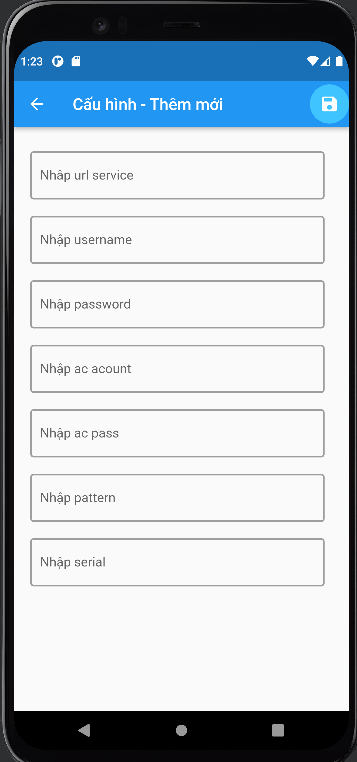 1:23
Cấu hình - Thêm mới
Nhập url service
Nhập username
Nhập password
Nhập ac acount
Nhập ac pass
Nhập pattern
Nhập serial